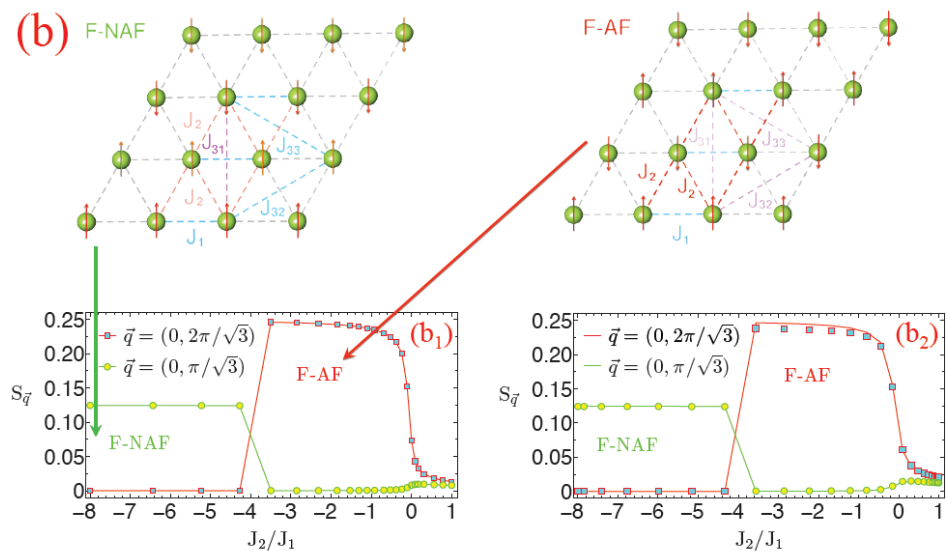 (b)
F-NAF
J₂
J₃₁
J₃₃
J₂
J₃₂
J₁
F-AF
J₃₁
J₃₃
J₂
J₂
J₃₂
J₁
0.25
0.20
0.15
0.10
0.05
0
S_q⃗
q⃗ = (0, 2π/√3)
q⃗ = (0, π/√3)
(b₁)
F-AF
F-NAF
−8 −7 −6 −5 −4 −3 −2 −1 0 1
J₂/J₁
0.25
0.20
0.15
0.10
0.05
0
S_q⃗
q⃗ = (0, 2π/√3)
q⃗ = (0, π/√3)
(b₂)
F-AF
F-NAF
−8 −7 −6 −5 −4 −3 −2 −1 0 1
J₂/J₁